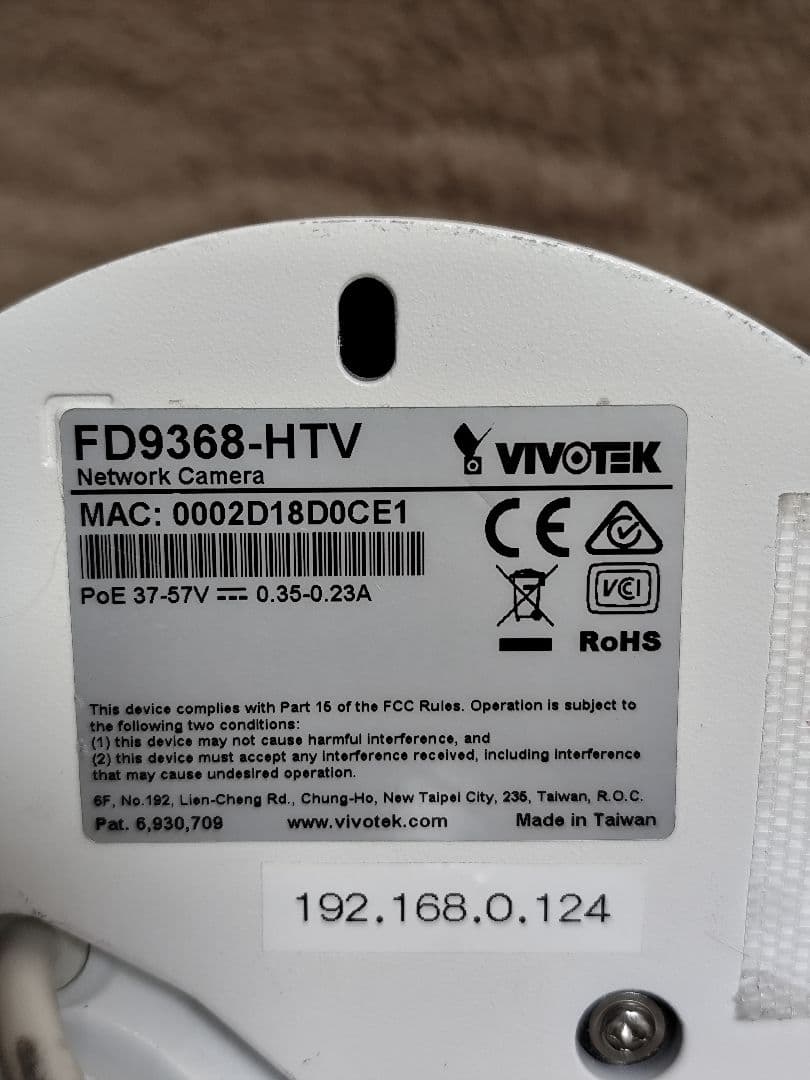 FD9368-HTV
VIVOTEK
Network Camera
MAC: 0002D18D0CE1
CE
PoE 37-57V 0.35-0.23A
VCI
RoHS
This device complies with Part 15 of the FCC Rules. Operation is subject to
the following two conditions:
(1) this device may not cause harmful interference, and
(2) this device must accept any interference received, including interference
that may cause undesired operation.
6F, No.192, Lien-Cheng Rd., Chung-Ho, New Taipei City, 235, Taiwan, R.O.C.
Pat. 6,930,709 www.vivotek.com Made in Taiwan
192.168.0.124